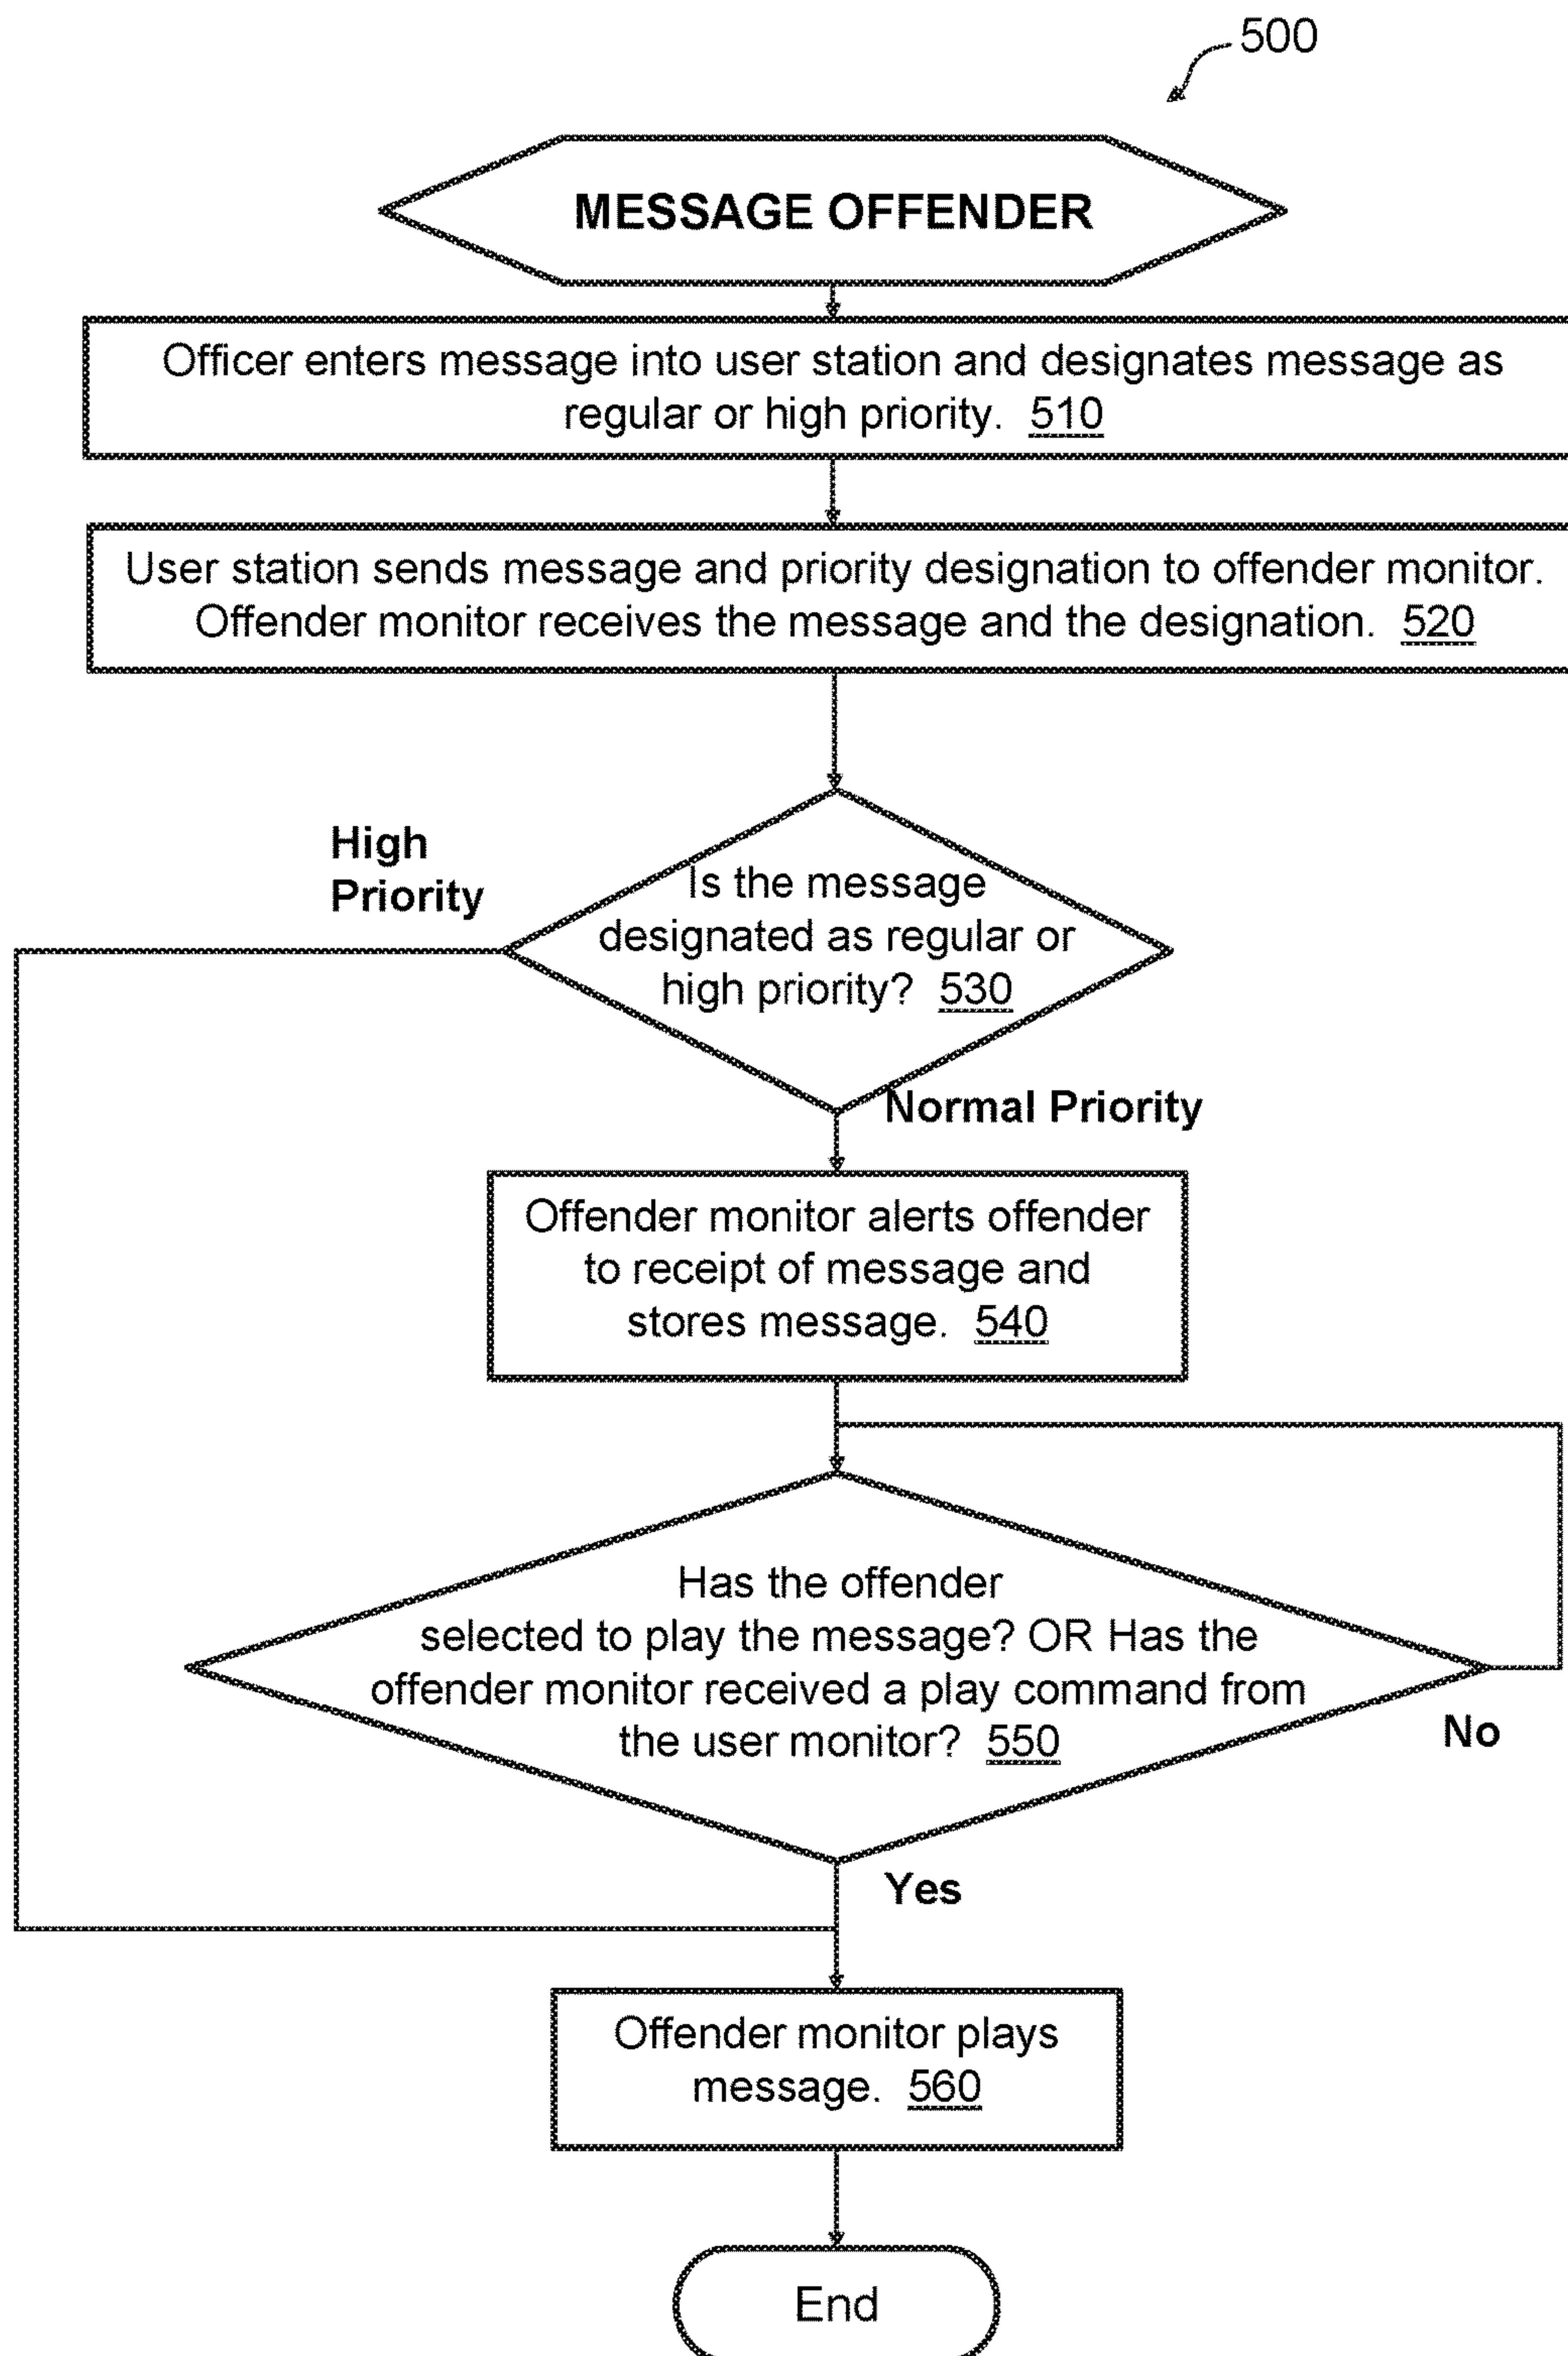 500
MESSAGE OFFENDER
Officer enters message into user station and designates message as
regular or high priority. 510
User station sends message and priority designation to offender monitor.
Offender monitor receives the message and the designation. 520
High
Priority
Is the message
designated as regular or
high priority? 530
Normal Priority
Offender monitor alerts offender
to receipt of message and
stores message. 540
Has the offender
selected to play the message? OR Has the
offender monitor received a play command from
the user monitor? 550
No
Yes
Offender monitor plays
message. 560
End